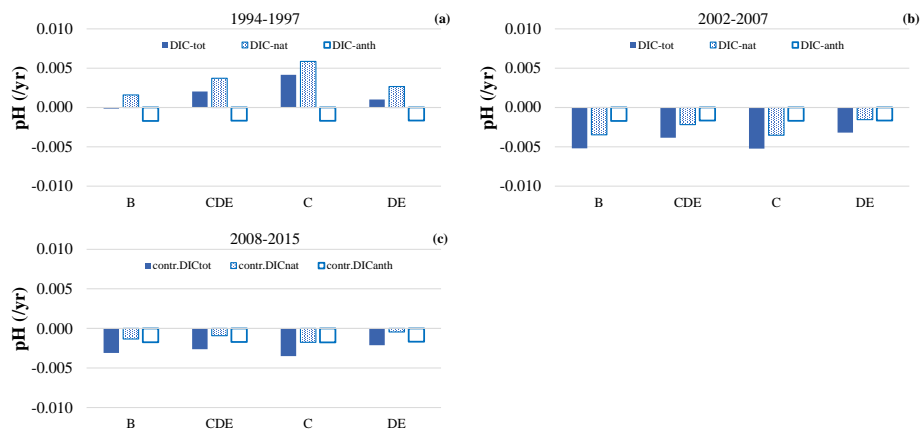 1994-1997 (a)
DIC-tot DIC-nat DIC-anth
pH (/yr)
0.010
0.005
0.000
-0.005
-0.010
B CDE C DE
2002-2007 (b)
DIC-tot DIC-nat DIC-anth
pH (/yr)
0.010
0.005
0.000
-0.005
-0.010
B CDE C DE
2008-2015 (c)
contr.DICtot contr.DICnat contr.DICanth
pH (/yr)
0.010
0.005
0.000
-0.005
-0.010
B CDE C DE